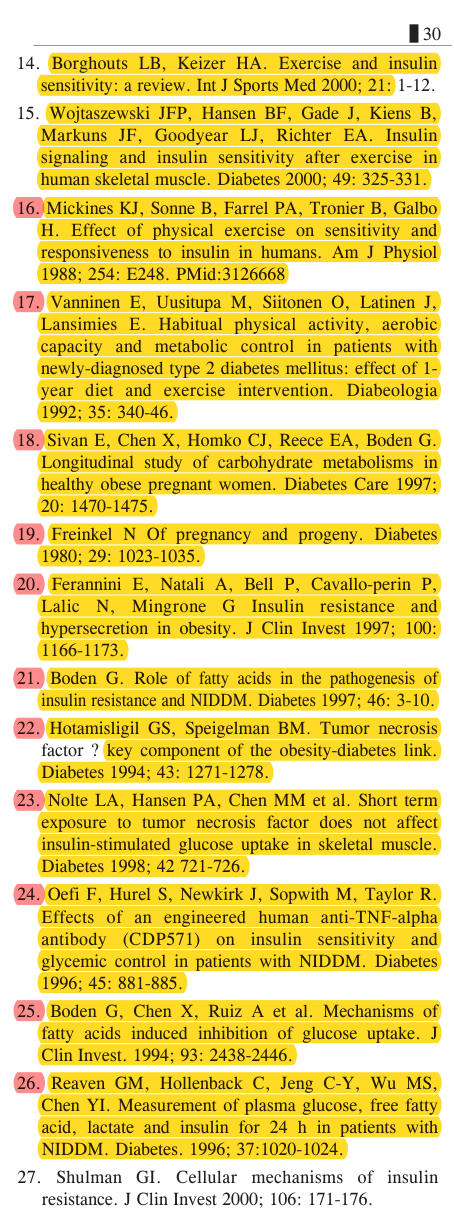 30
14. Borghouts LB, Keizer HA. Exercise and insulin
sensitivity: a review. Int J Sports Med 2000; 21: 1-12.
15. Wojtaszewski JFP, Hansen BF, Gade J, Kiens B,
Markuns JF, Goodyear LJ, Richter EA. Insulin
signaling and insulin sensitivity after exercise in
human skeletal muscle. Diabetes 2000; 49: 325-331.
16. Mickines KJ, Sonne B, Farrel PA, Tronier B, Galbo
H. Effect of physical exercise on sensitivity and
responsiveness to insulin in humans. Am J Physiol
1988; 254: E248. PMid:3126668
17. Vanninen E, Uusitupa M, Siitonen O, Latinen J,
Lansimies E. Habitual physical activity, aerobic
capacity and metabolic control in patients with
newly-diagnosed type 2 diabetes mellitus: effect of 1-
year diet and exercise intervention. Diabeologia
1992; 35: 340-46.
18. Sivan E, Chen X, Homko CJ, Reece EA, Boden G.
Longitudinal study of carbohydrate metabolisms in
healthy obese pregnant women. Diabetes Care 1997;
20: 1470-1475.
19. Freinkel N Of pregnancy and progeny. Diabetes
1980; 29: 1023-1035.
20. Ferannini E, Natali A, Bell P, Cavallo-perin P,
Lalic N, Mingrone G Insulin resistance and
hypersecretion in obesity. J Clin Invest 1997; 100:
1166-1173.
21. Boden G. Role of fatty acids in the pathogenesis of
insulin resistance and NIDDM. Diabetes 1997; 46: 3-10.
22. Hotamisligil GS, Speigelman BM. Tumor necrosis
factor ? key component of the obesity-diabetes link.
Diabetes 1994; 43: 1271-1278.
23. Nolte LA, Hansen PA, Chen MM et al. Short term
exposure to tumor necrosis factor does not affect
insulin-stimulated glucose uptake in skeletal muscle.
Diabetes 1998; 42 721-726.
24. Oefi F, Hurel S, Newkirk J, Sopwith M, Taylor R.
Effects of an engineered human anti-TNF-alpha
antibody (CDP571) on insulin sensitivity and
glycemic control in patients with NIDDM. Diabetes
1996; 45: 881-885.
25. Boden G, Chen X, Ruiz A et al. Mechanisms of
fatty acids induced inhibition of glucose uptake. J
Clin Invest. 1994; 93: 2438-2446.
26. Reaven GM, Hollenback C, Jeng C-Y, Wu MS,
Chen YI. Measurement of plasma glucose, free fatty
acid, lactate and insulin for 24 h in patients with
NIDDM. Diabetes. 1996; 37:1020-1024.
27. Shulman GI. Cellular mechanisms of insulin
resistance. J Clin Invest 2000; 106: 171-176.